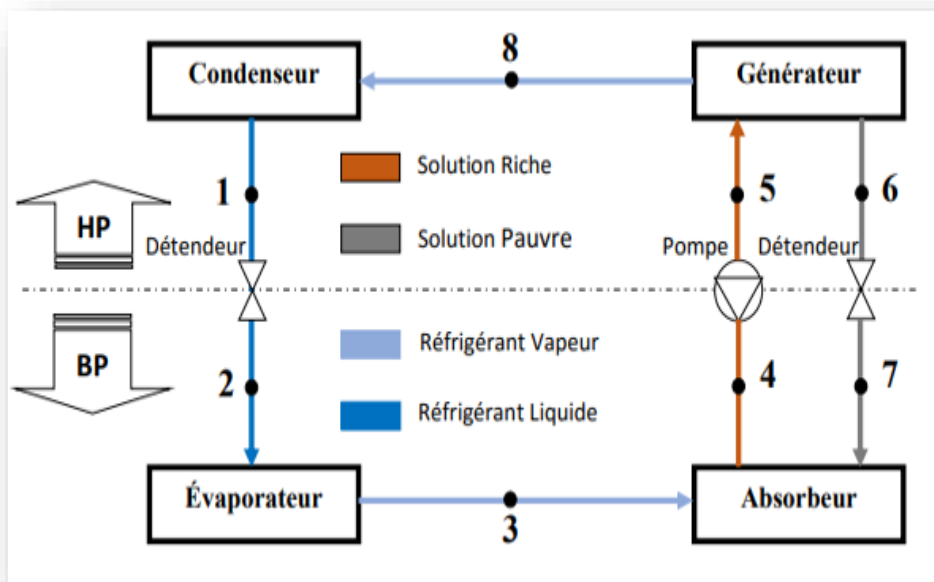 8
Condenseur
Générateur
1
Solution Riche
5
6
HP
Détendeur
Solution Pauvre
Pompe
Détendeur
BP
2
Réfrigérant Vapeur
4
7
Réfrigérant Liquide
Évaporateur
3
Absorbeur